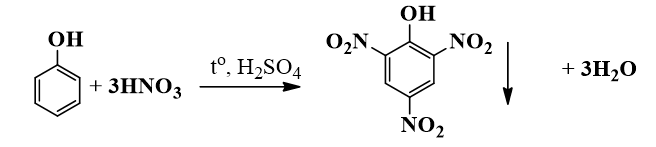 OH
+ 3HNO₃
t°, H₂SO₄
OH
O₂N
NO₂
NO₂
+ 3H₂O